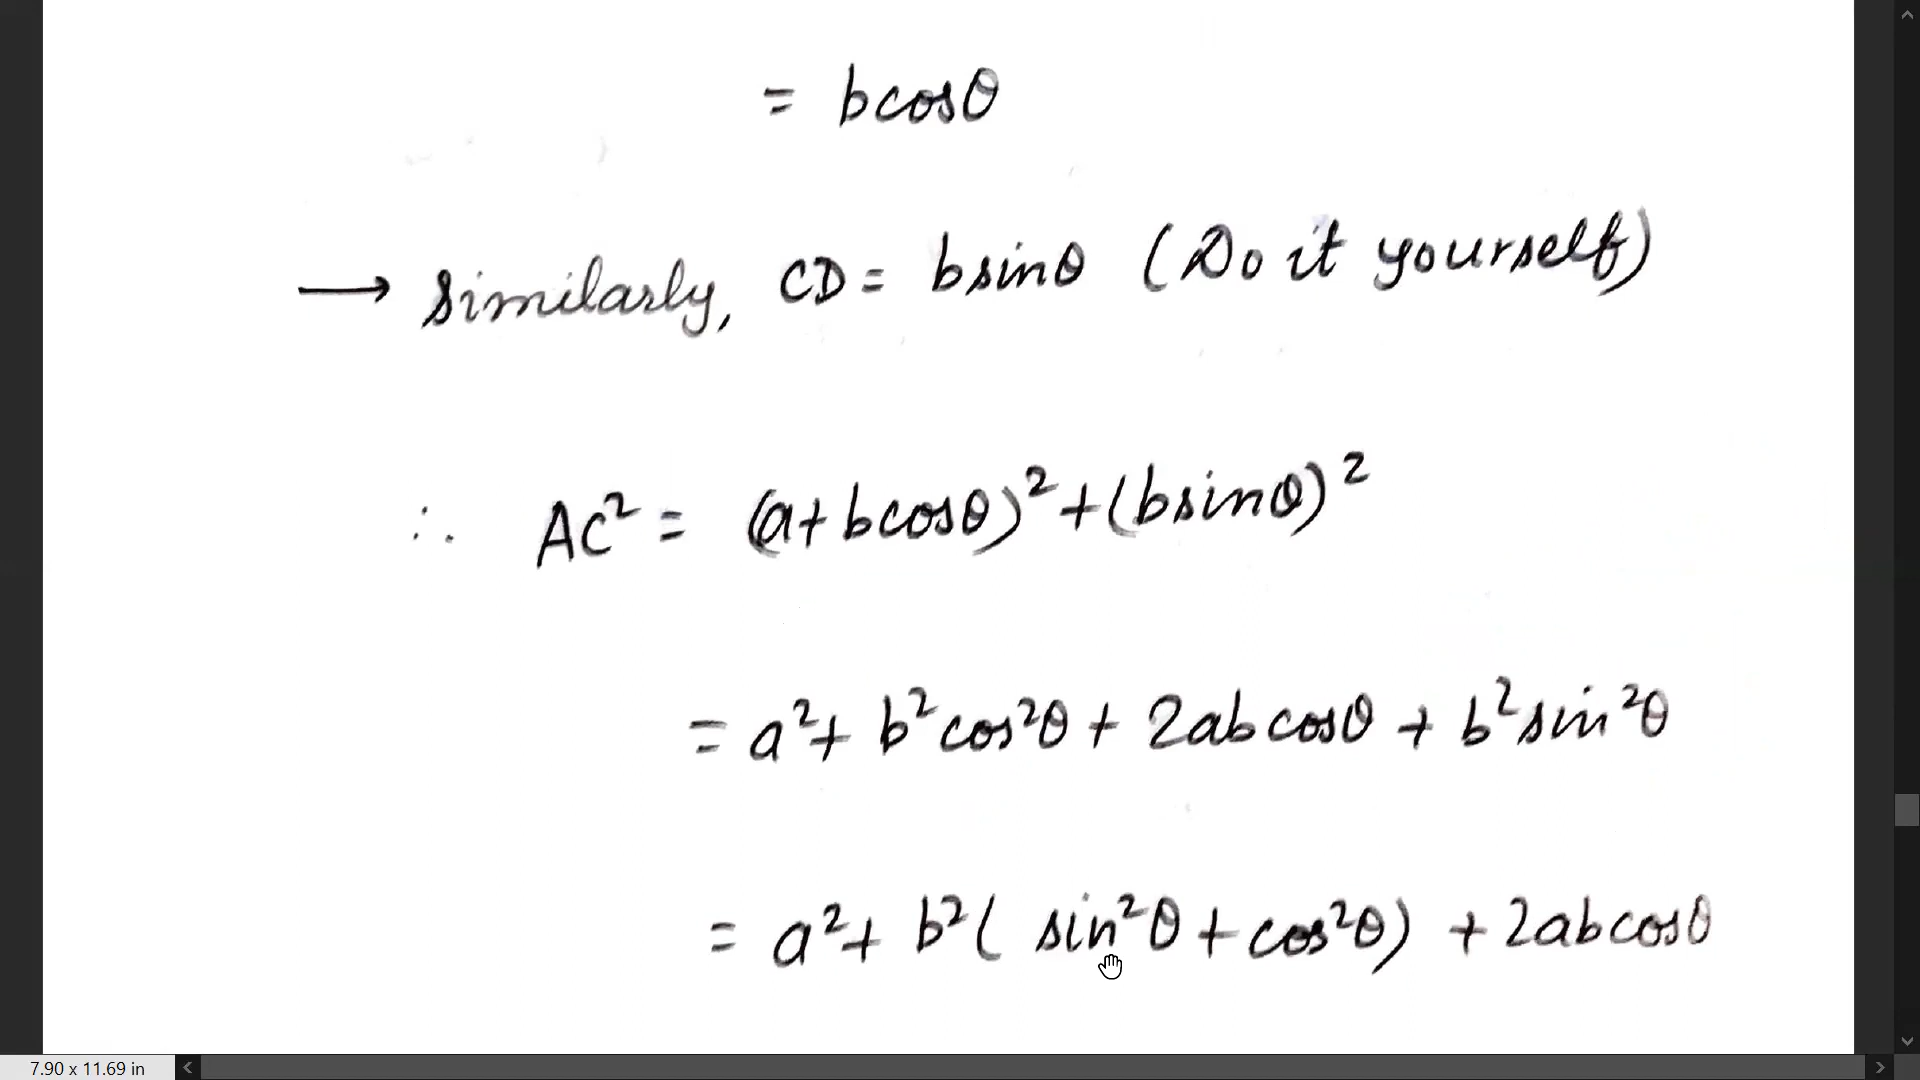 = bcosθ
→ Similarly, CD = bsinθ (Do it yourself)
∴ AC² = (a+bcosθ)²+(bsinθ)²
= a²+ b²cos²θ + 2abcosθ + b²sin²θ
= a²+ b²( sin²θ + cos²θ) + 2abcosθ
7.90 x 11.69 in